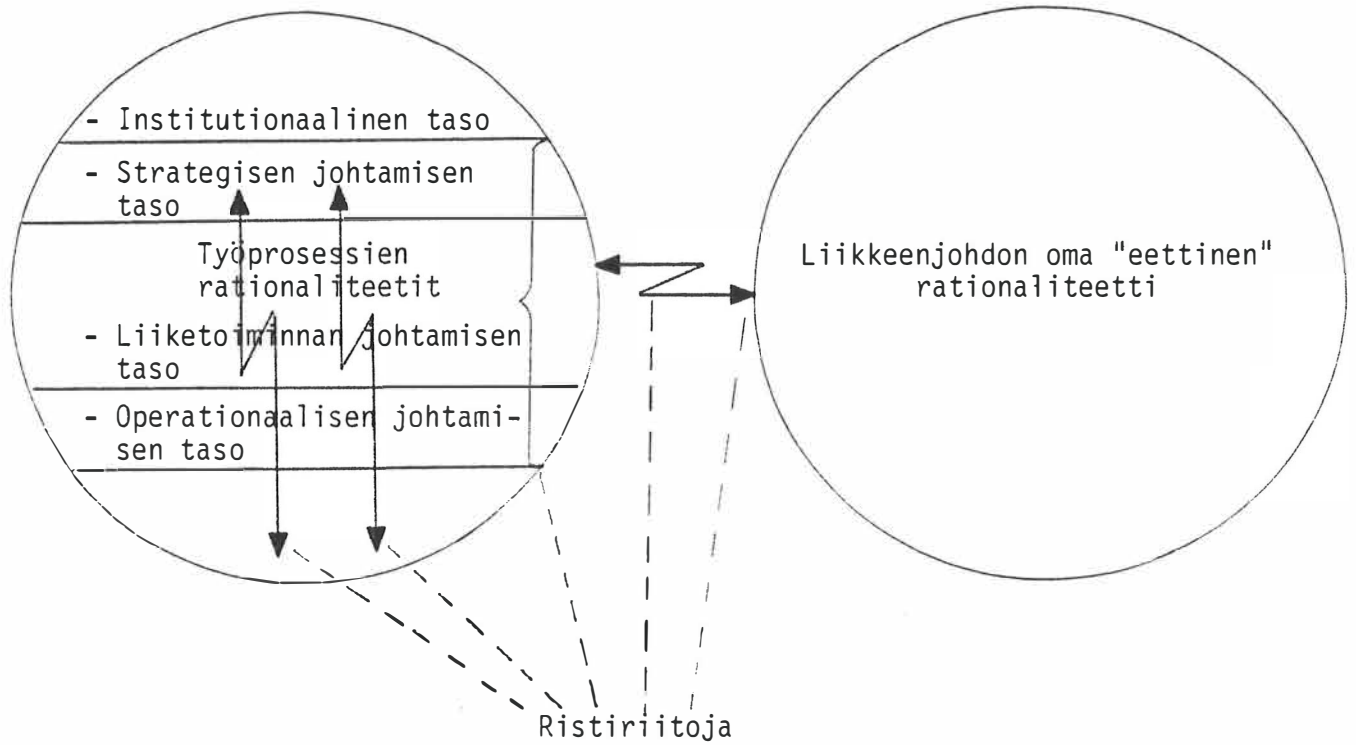 - Institutionaalinen taso
- Strategisen johtamisen
taso
Työprosessien
rationaliteetit
- Liiketoiminnan johtamisen
taso
- Operationaalisen johtami-
sen taso
Liikkeenjohdon oma "eettinen"
rationaliteetti
Ristiriitoja